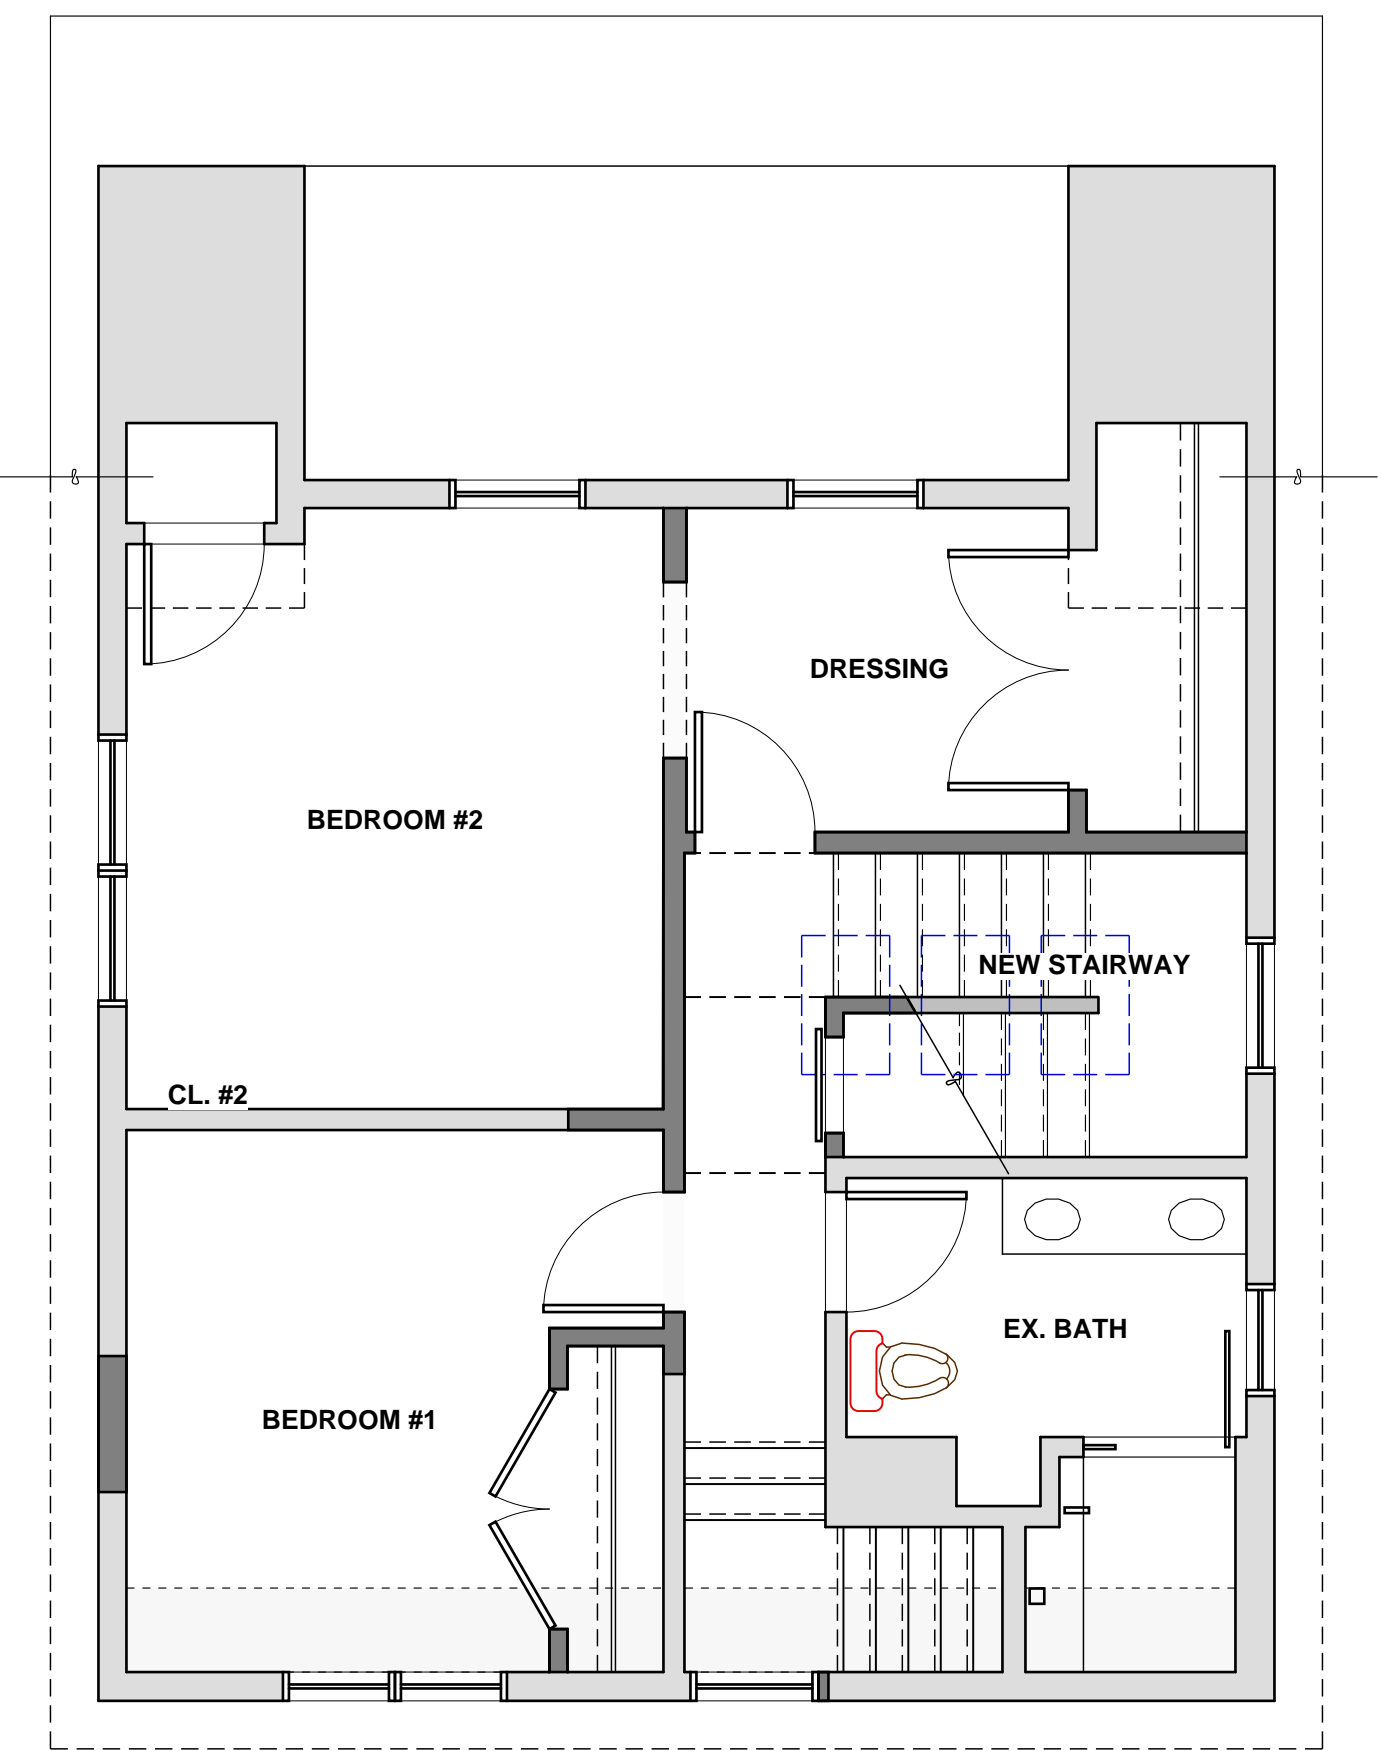 DRESSING
BEDROOM #2
NEW STAIRWAY
CL. #2
EX. BATH
BEDROOM #1